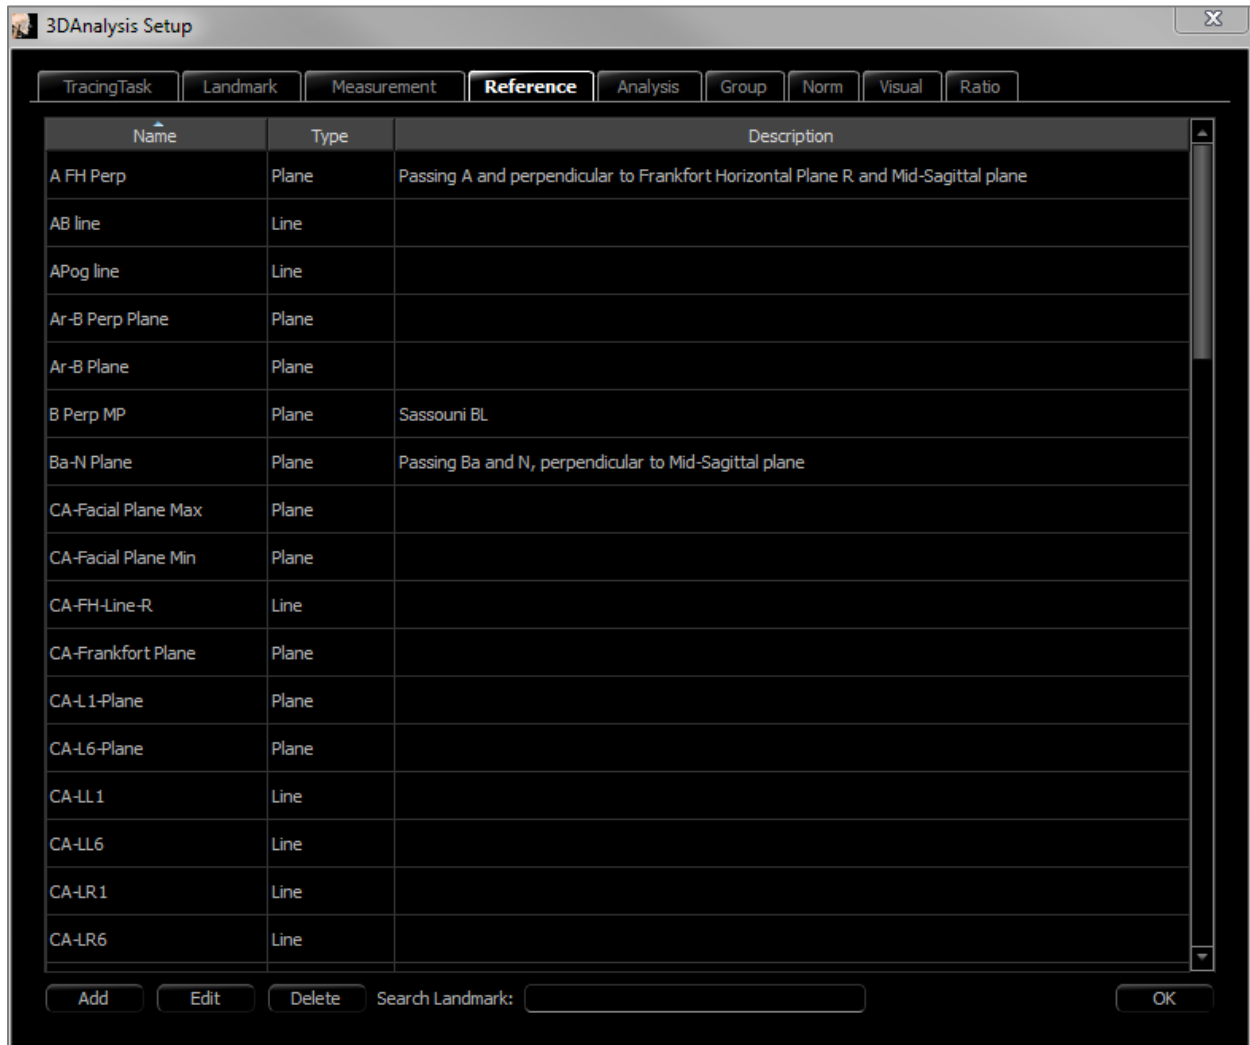 3DAnalysis Setup
TracingTask Landmark Measurement Reference Analysis Group Norm Visual Ratio
Name Type Description
A FH Perp Plane Passing A and perpendicular to Frankfort Horizontal Plane R and Mid-Sagittal plane
AB line Line
APog line Line
Ar-B Perp Plane Plane
Ar-B Plane Plane
B Perp MP Plane Sassouni BL
Ba-N Plane Plane Passing Ba and N, perpendicular to Mid-Sagittal plane
CA-Facial Plane Max Plane
CA-Facial Plane Min Plane
CA-FH-Line-R Line
CA-Frankfort Plane Plane
CA-L1-Plane Plane
CA-L6-Plane Plane
CA-LL1 Line
CA-LL6 Line
CA-LR1 Line
CA-LR6 Line
Add Edit Delete Search Landmark: OK